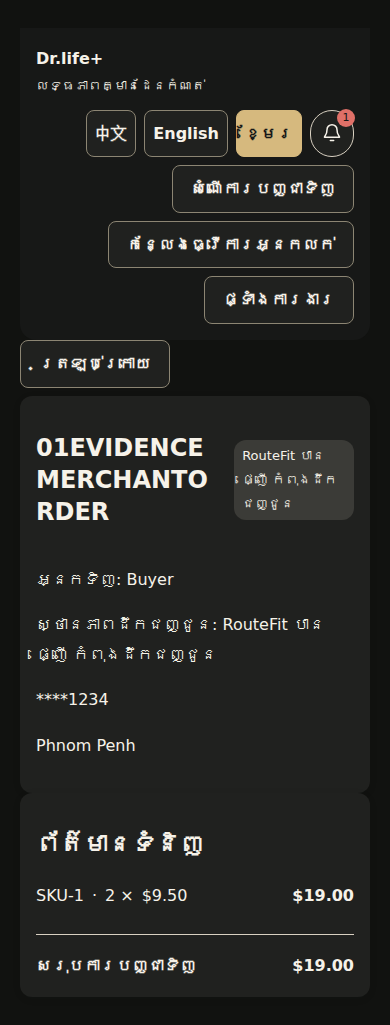 Dr.life+
លទ្ធភាពគ្មានដែនកំណត់
中文
English
ខ្មែរ
1
សំណើការបញ្ជាទិញ
កន្លែងធ្វើការអ្នកលក់
ផ្ទាំងការងារ
ត្រឡប់ក្រោយ
01EVIDENCE
MERCHANTO
RDER
RouteFit បាន
ផ្ញើ កំពុងដឹក
ជញ្ជូន
អ្នកទិញ: Buyer
ស្ថានភាពដឹកជញ្ជូន: RouteFit បាន
ផ្ញើ កំពុងដឹកជញ្ជូន
****1234
Phnom Penh
ព័ត៌មានទំនិញ
SKU-1 · 2 × $9.50 $19.00
សរុបការបញ្ជាទិញ $19.00